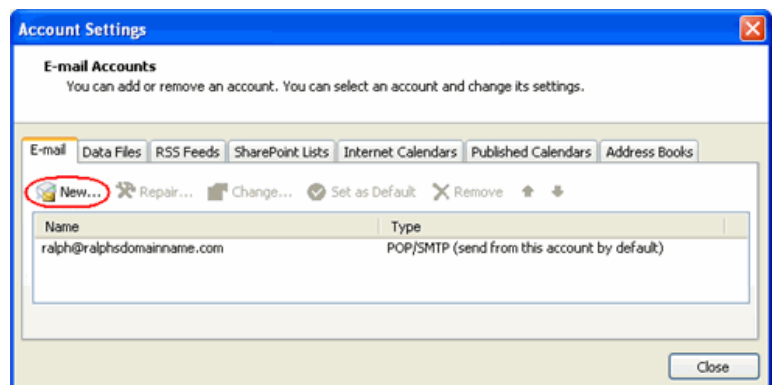 Account Settings
E-mail Accounts
You can add or remove an account. You can select an account and change its settings.
E-mail Data Files RSS Feeds SharePoint Lists Internet Calendars Published Calendars Address Books
New... Repair... Change... Set as Default Remove
Name Type
ralph@ralphsdomainname.com POP/SMTP (send from this account by default)
Close